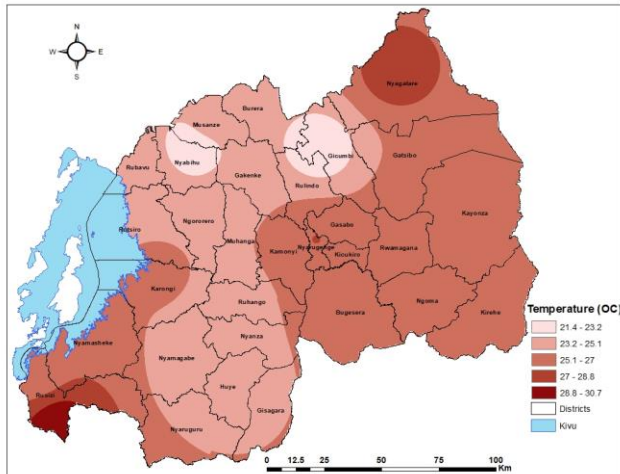 N
W E
S
Nyagatare
Burera
Musanze
Gicumbi
Nyabihu
Gatsibo
Rubavu
Gakenke
Rulindo
Kayonza
Rutsiro
Ngororero
Gasabo
Muhanga
Kamonyi
Nyarugenge
Rwamagana
Kicukiro
Karongi
Ruhango
Bugesera
Ngoma
Kirehe
Nyanza
Nyamasheke
Nyamagabe
Huye
Rusizi
Gisagara
Nyaruguru
Temperature (OC)
21.4 - 23.2
23.2 - 25.1
25.1 - 27
27 - 28.8
28.8 - 30.7
Districts
Kivu
0 12.5 25 50 75 100
Km